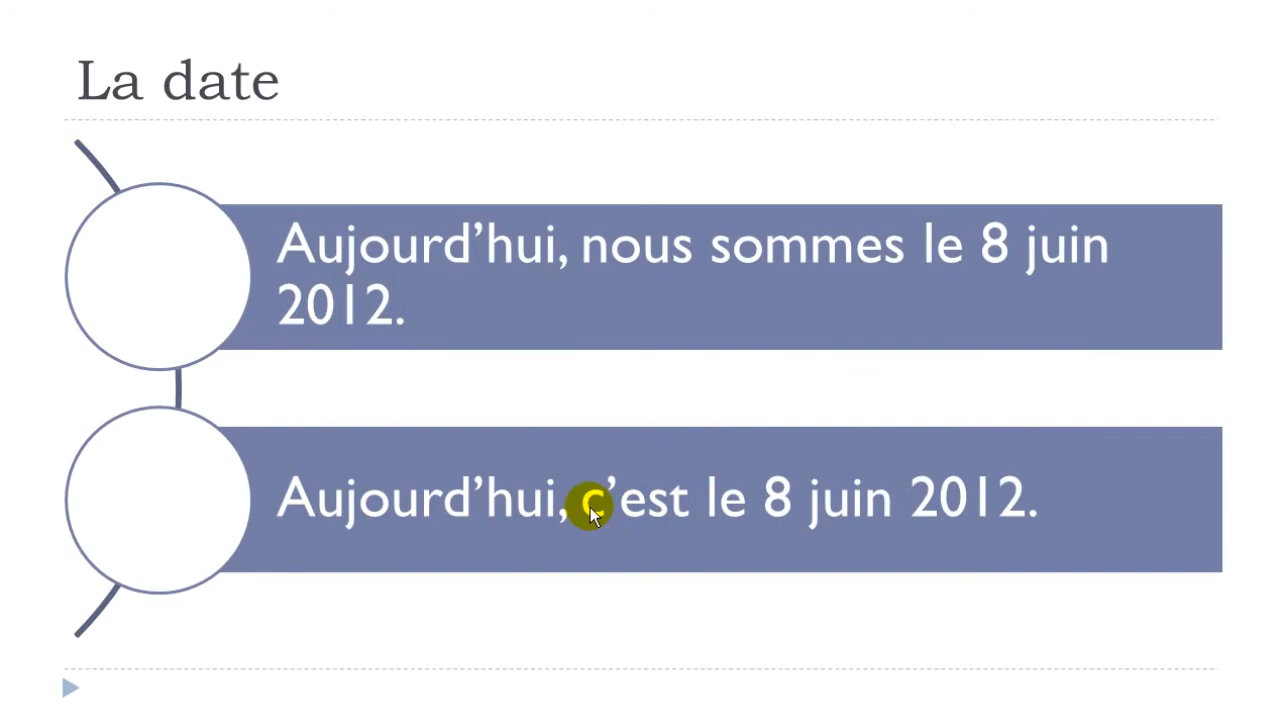 La date
Aujourd’hui, nous sommes le 8 juin
2012.
Aujourd’hui, c’est le 8 juin 2012.